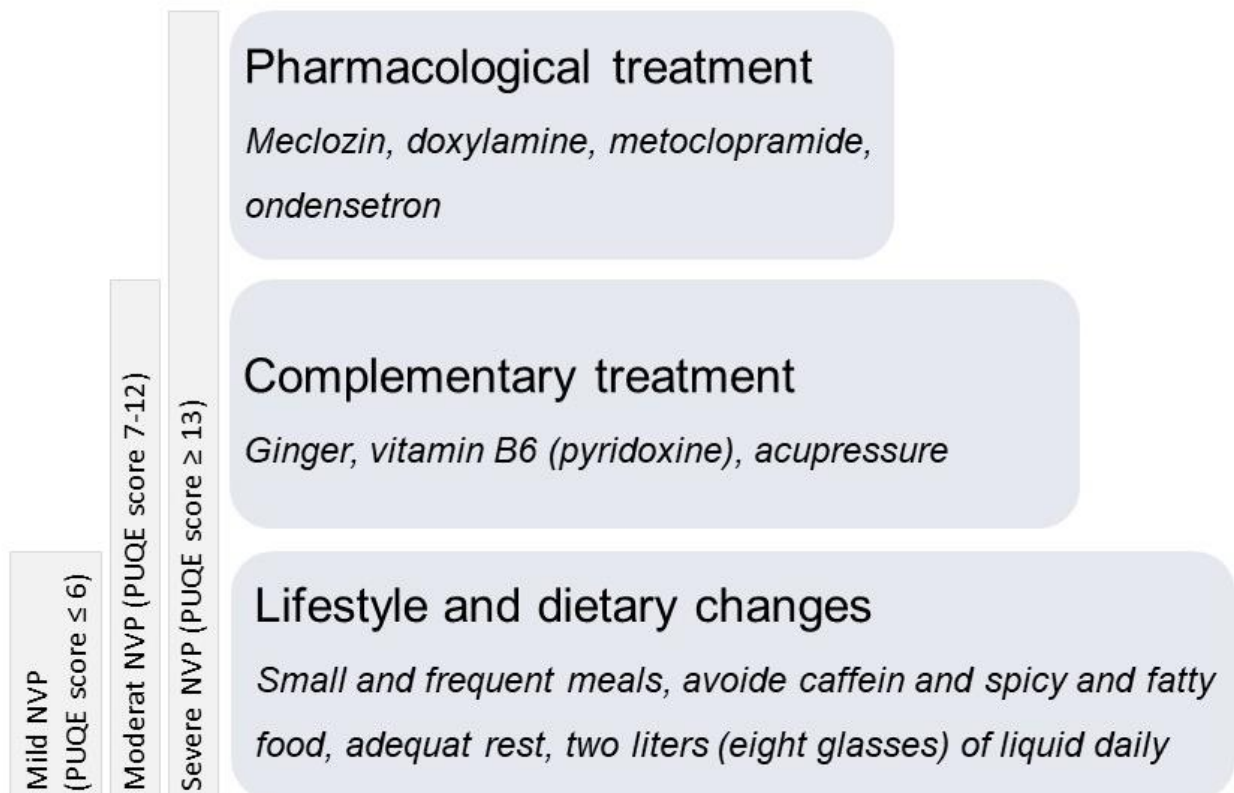 Pharmacological treatment
Meclozin, doxylamine, metoclopramide,
ondensetron
Complementary treatment
Ginger, vitamin B6 (pyridoxine), acupressure
Lifestyle and dietary changes
Small and frequent meals, avoide caffein and spicy and fatty
food, adequat rest, two liters (eight glasses) of liquid daily
Mild NVP
(PUQE score ≤ 6)
Moderat NVP (PUQE score 7-12)
Severe NVP (PUQE score ≥ 13)